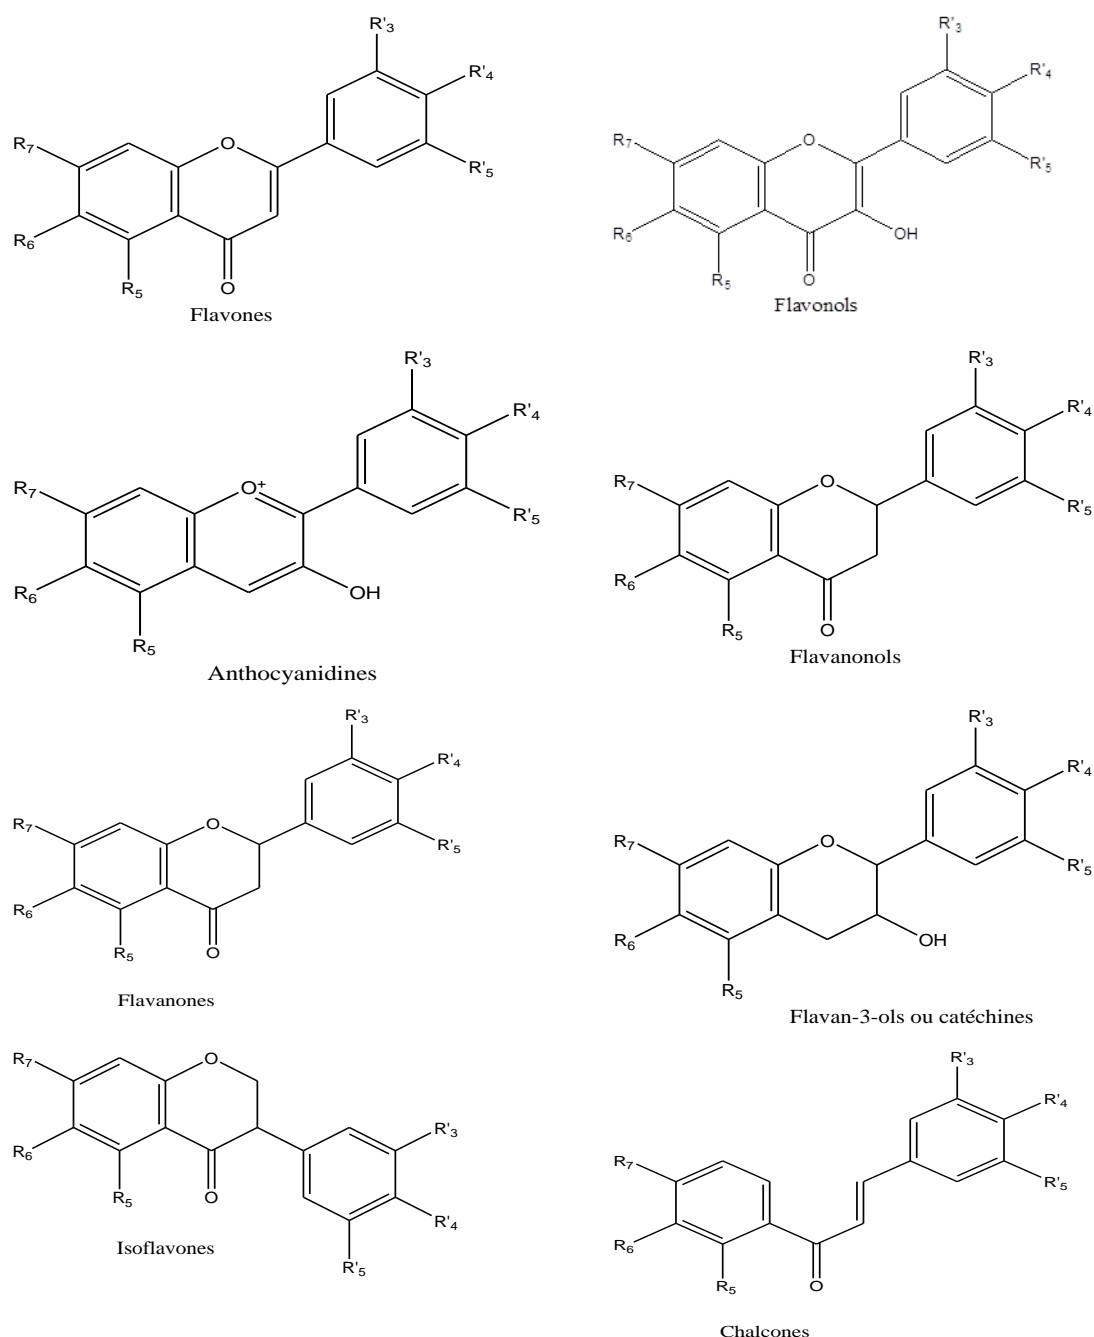 R'3
R'4
O
R7
R'5
R6
R5
O
Flavones
R'3
R'4
O
R7
R'5
R6
OH
R5
O
Flavonols
R'3
R'4
O+
R7
R'5
R6
OH
R5
Anthocyanidines
R'3
R'4
O
R7
R'5
R6
R5
O
Flavanonols
R'3
R'4
O
R7
R'5
R6
R5
O
Flavanones
R'3
R'4
O
R7
R'5
R6
OH
R5
Flavan-3-ols ou catéchines
O
R7
R'3
R6
R5
O
R'4
R'5
Isoflavones
R'3
R'4
R7
R'5
R6
R5
O
Chalcones